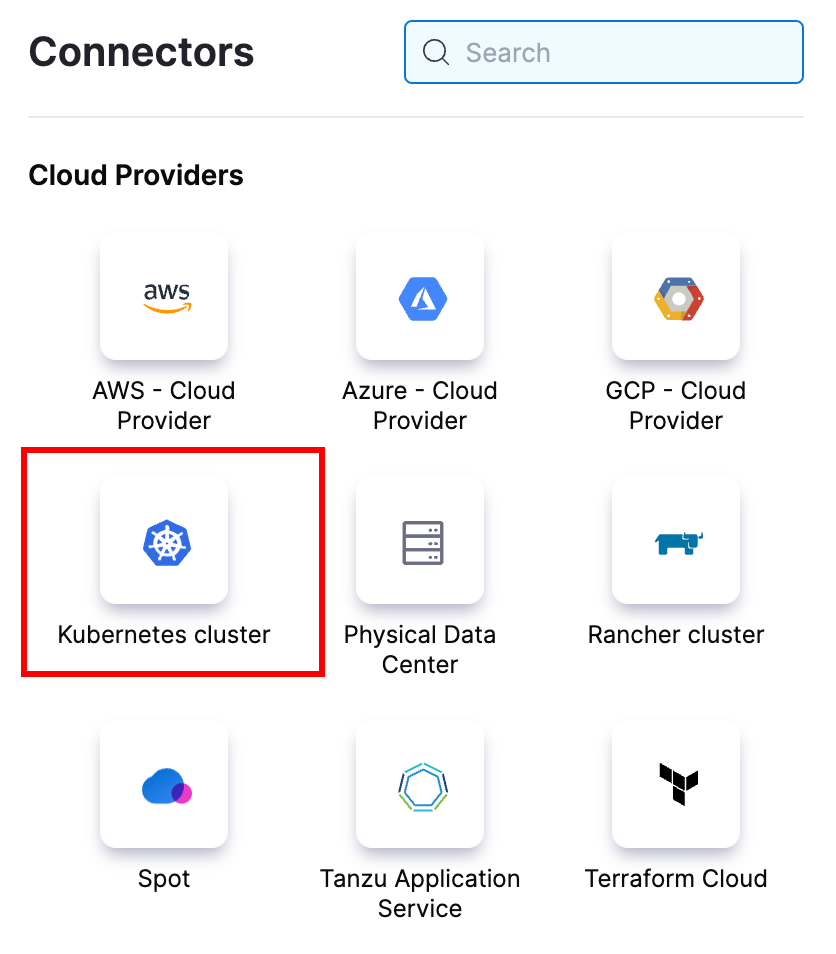 Connectors
Search
Cloud Providers
aws
AWS - Cloud
Provider
Azure - Cloud
Provider
GCP - Cloud
Provider
Kubernetes cluster
Physical Data
Center
Rancher cluster
Spot
Tanzu Application
Service
Terraform Cloud